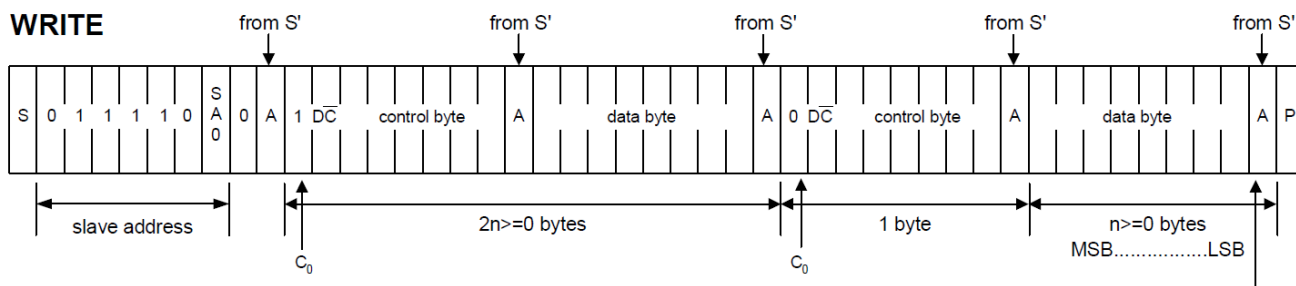 WRITE
from S' from S' from S' from S' from S'
S 0 1 1 1 1 0 SA0 0 A 1 DC̅ control byte A data byte A 0 DC̅ control byte A data byte A P
slave address 2n>=0 bytes 1 byte n>=0 bytes
MSB.................LSB
C₀ C₀